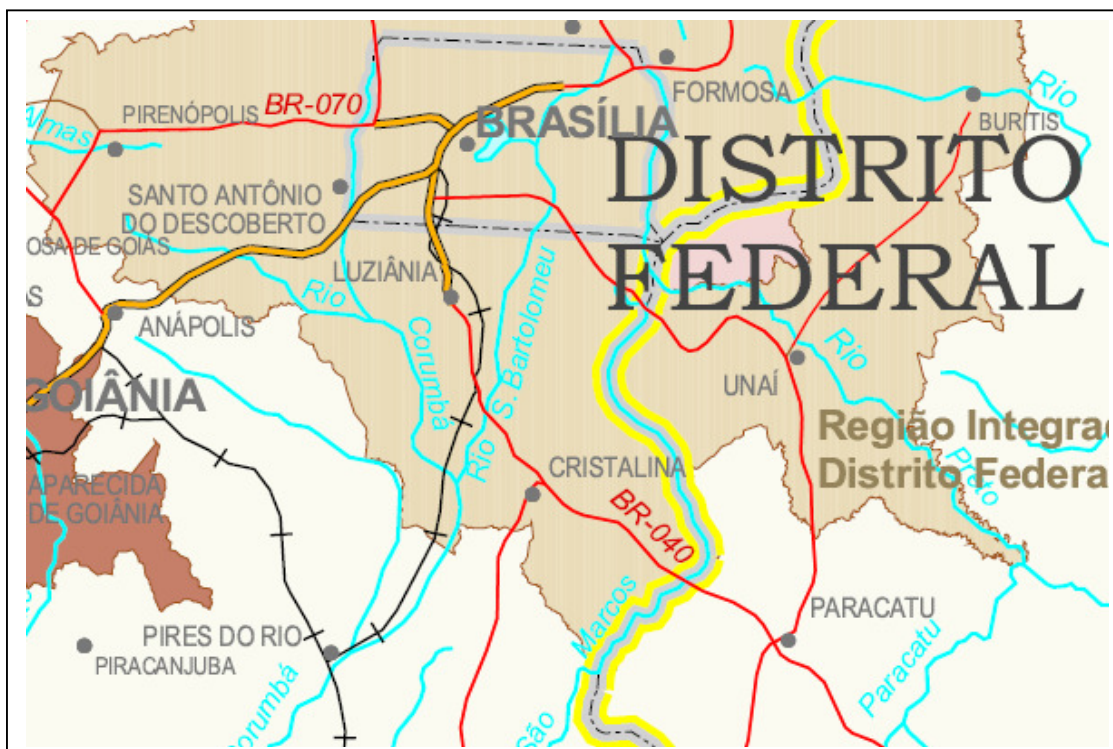 Rio
FORMOSA
BURITIS
BR-070
PIRENÓPOLIS
Almas
BRASÍLIA
DISTRITO
FEDERAL
SANTO ANTÔNIO
DO DESCOBERTO
OSA DE GOIÁS
LUZIÂNIA
Rio
AS
ANÁPOLIS
Corumbá
Rio S. Bartolomeu
Rio
UNAÍ
GOIÂNIA
Região Integrad
Distrito Federa
Preto
CRISTALINA
APARECIDA
DE GOIÂNIA
BR-040
PARACATU
Marcos
PIRES DO RIO
PIRACANJUBA
Paracatu
Corumbá
São